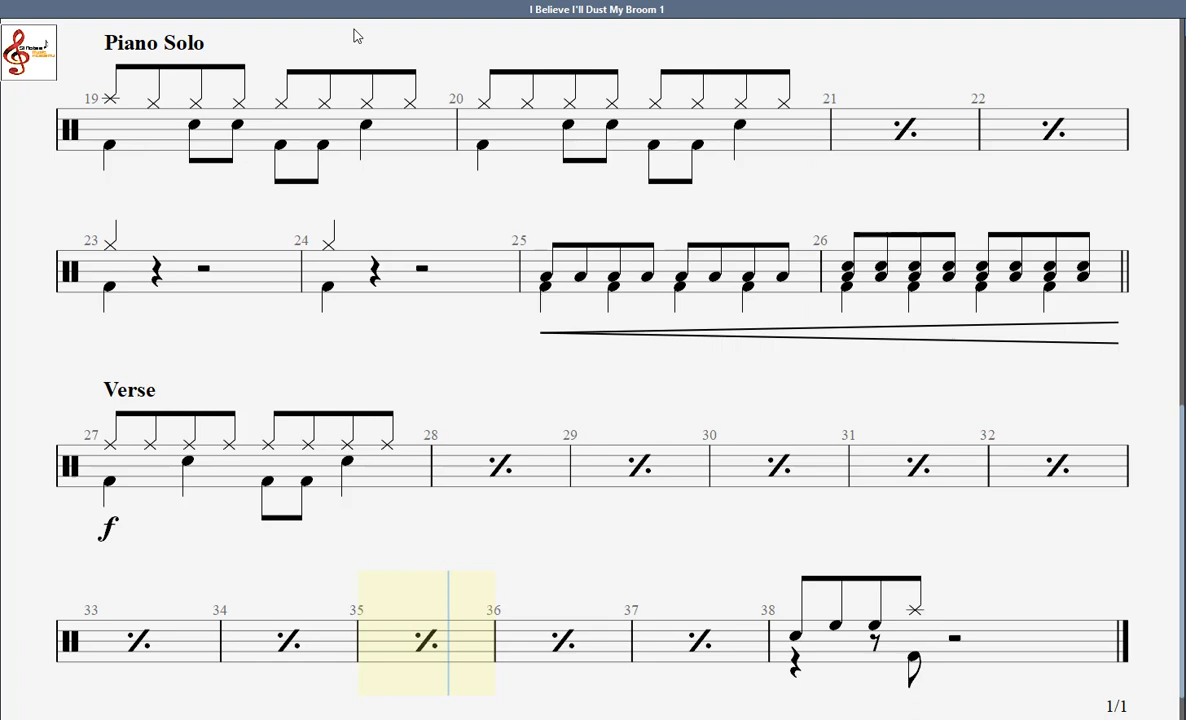 I Believe I'll Dust My Broom 1
Piano Solo
19 20 21 22
23 24 25 26
Verse
27 28 29 30 31 32
f
33 34 35 36 37 38
1/1